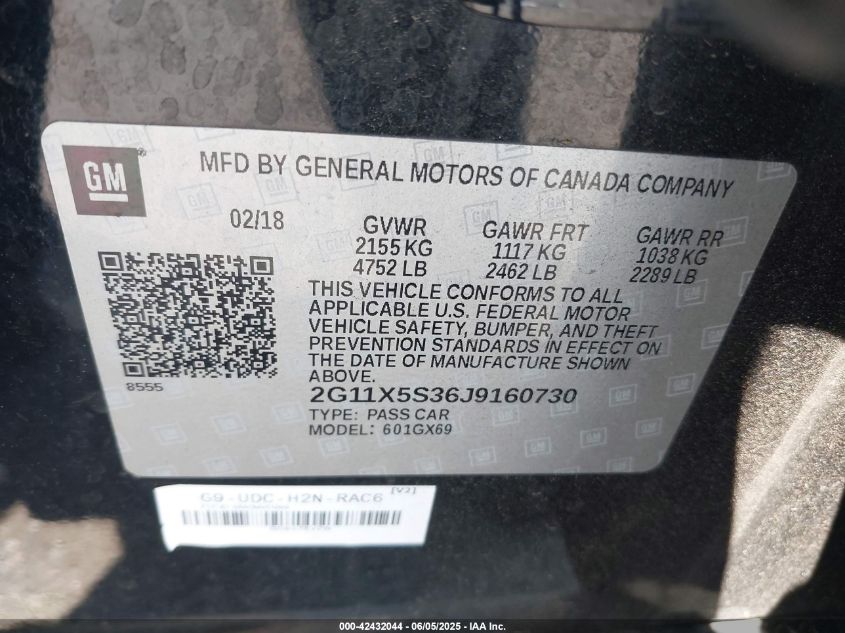 GM®
MFD BY GENERAL MOTORS OF CANADA COMPANY
02/18 GVWR GAWR FRT GAWR RR
2155 KG 1117 KG 1038 KG
4752 LB 2462 LB 2289 LB
THIS VEHICLE CONFORMS TO ALL
APPLICABLE U.S. FEDERAL MOTOR
VEHICLE SAFETY, BUMPER, AND THEFT
PREVENTION STANDARDS IN EFFECT ON
THE DATE OF MANUFACTURE SHOWN
ABOVE.
8555
2G11X5S36J9160730
TYPE: PASS CAR
MODEL: 601GX69
G9-UDC-H2N-RAC6 [V2]
000-42432044 - 06/05/2025 - IAA Inc.